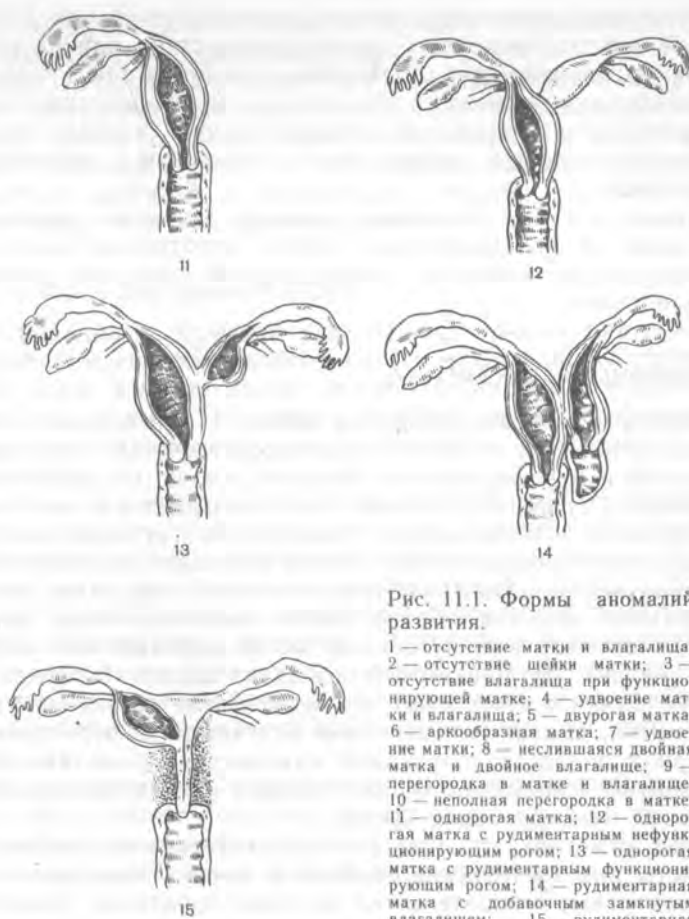 11
12
13
14
15
Рис. 11.1. Формы аномалий
развития.
1 — отсутствие матки и влагалища
2 — отсутствие шейки матки; 3 —
отсутствие влагалища при функцио
нирующей матке; 4 — удвоение мат
ки и влагалища; 5 — двурогая матка
6 — аркообразная матка; 7 — удвое
ние матки; 8 — неслившаяся двойная
матка и двойное влагалище; 9 —
перегородка в матке и влагалище
10 — неполная перегородка в матке
11 — однорогая матка; 12 — одноро
гая матка с рудиментарным нефунк
ционирующим рогом; 13 — однорогая
матка с рудиментарным функциони
рующим рогом; 14 — рудиментарная
матка с добавочным замкнутым